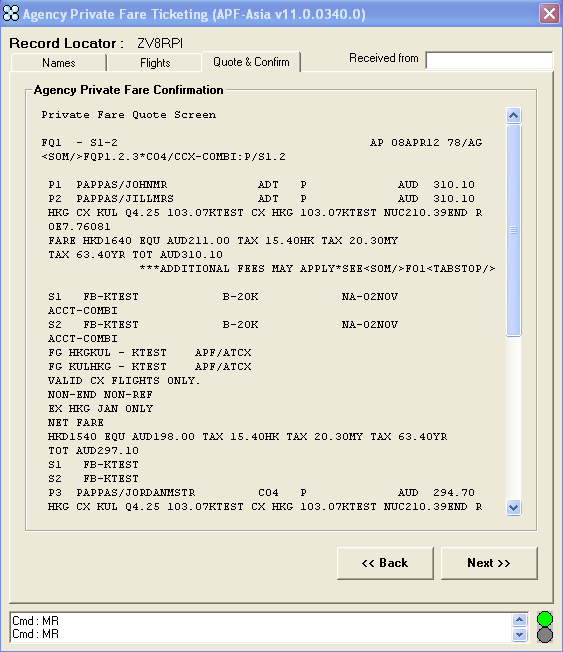 Agency Private Fare Ticketing (APF-Asia v11.0.0340.0)
Record Locator : ZV8RPI
Names Flights Quote & Confirm Received from
Agency Private Fare Confirmation
Private Fare Quote Screen
FQ1 - S1-2 AP 08APR12 78/AG
<SOM/>FQP1.2.3*C04/CCX-COMBI:P/S1.2
P1 PAPPAS/JOHNMR ADT P AUD 310.10
P2 PAPPAS/JILLMRS ADT P AUD 310.10
HKG CX KUL Q4.25 103.07KTEST CX HKG 103.07KTEST NUC210.39END R
OE7.76081
FARE HKD1640 EQU AUD211.00 TAX 15.40HK TAX 20.30MY
TAX 63.40YR TOT AUD310.10
***ADDITIONAL FEES MAY APPLY*SEE<SOM/>FO1<TABSTOP/>
S1 FB-KTEST B-20K NA-02NOV
ACCT-COMBI
S2 FB-KTEST B-20K NA-02NOV
ACCT-COMBI
FG HKGKUL - KTEST APF/ATCX
FG KULHKG - KTEST APF/ATCX
VALID CX FLIGHTS ONLY.
NON-END NON-REF
EX HKG JAN ONLY
NET FARE
HKD1540 EQU AUD198.00 TAX 15.40HK TAX 20.30MY TAX 63.40YR
TOT AUD297.10
S1 FB-KTEST
S2 FB-KTEST
P3 PAPPAS/JORDANMSTR C04 P AUD 294.70
HKG CX KUL Q4.25 103.07KTEST CX HKG 103.07KTEST NUC210.39END R
<< Back Next >>
Cmd : MR
Cmd : MR